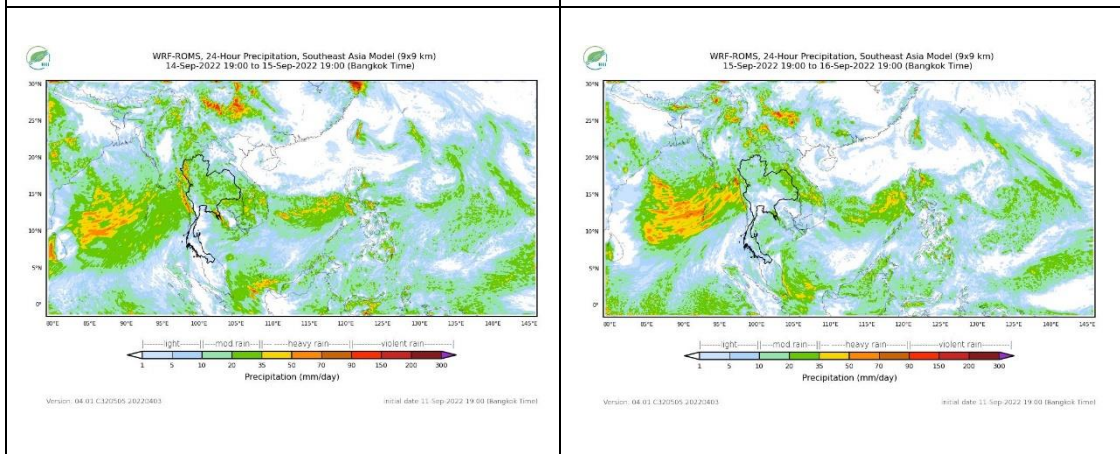 WRF-ROMS, 24-Hour Precipitation, Southeast Asia Model (9x9 km)
14-Sep-2022 19:00 to 15-Sep-2022 19:00 (Bangkok Time)
30°N
25°N
20°N
15°N
10°N
5°N
0°
80°E 85°E 90°E 95°E 100°E 105°E 110°E 115°E 120°E 125°E 130°E 135°E 140°E 145°E
|------light------||---mod rain----||-- ---heavy rain----||----violent rain---|
1 5 10 20 35 50 70 90 150 200 300
Precipitation (mm/day)
Version: 04.01 C320505.20220403
Initial date 11-Sep-2022 19:00 (Bangkok Time)
WRF-ROMS, 24-Hour Precipitation, Southeast Asia Model (9x9 km)
15-Sep-2022 19:00 to 16-Sep-2022 19:00 (Bangkok Time)
30°N
25°N
20°N
15°N
10°N
5°N
0°
80°E 85°E 90°E 95°E 100°E 105°E 110°E 115°E 120°E 125°E 130°E 135°E 140°E 145°E
|------light------||---mod rain----||-- ---heavy rain----||----violent rain---|
1 5 10 20 35 50 70 90 150 200 300
Precipitation (mm/day)
Version: 04.01 C320505.20220403
Initial date 11-Sep-2022 19:00 (Bangkok Time)